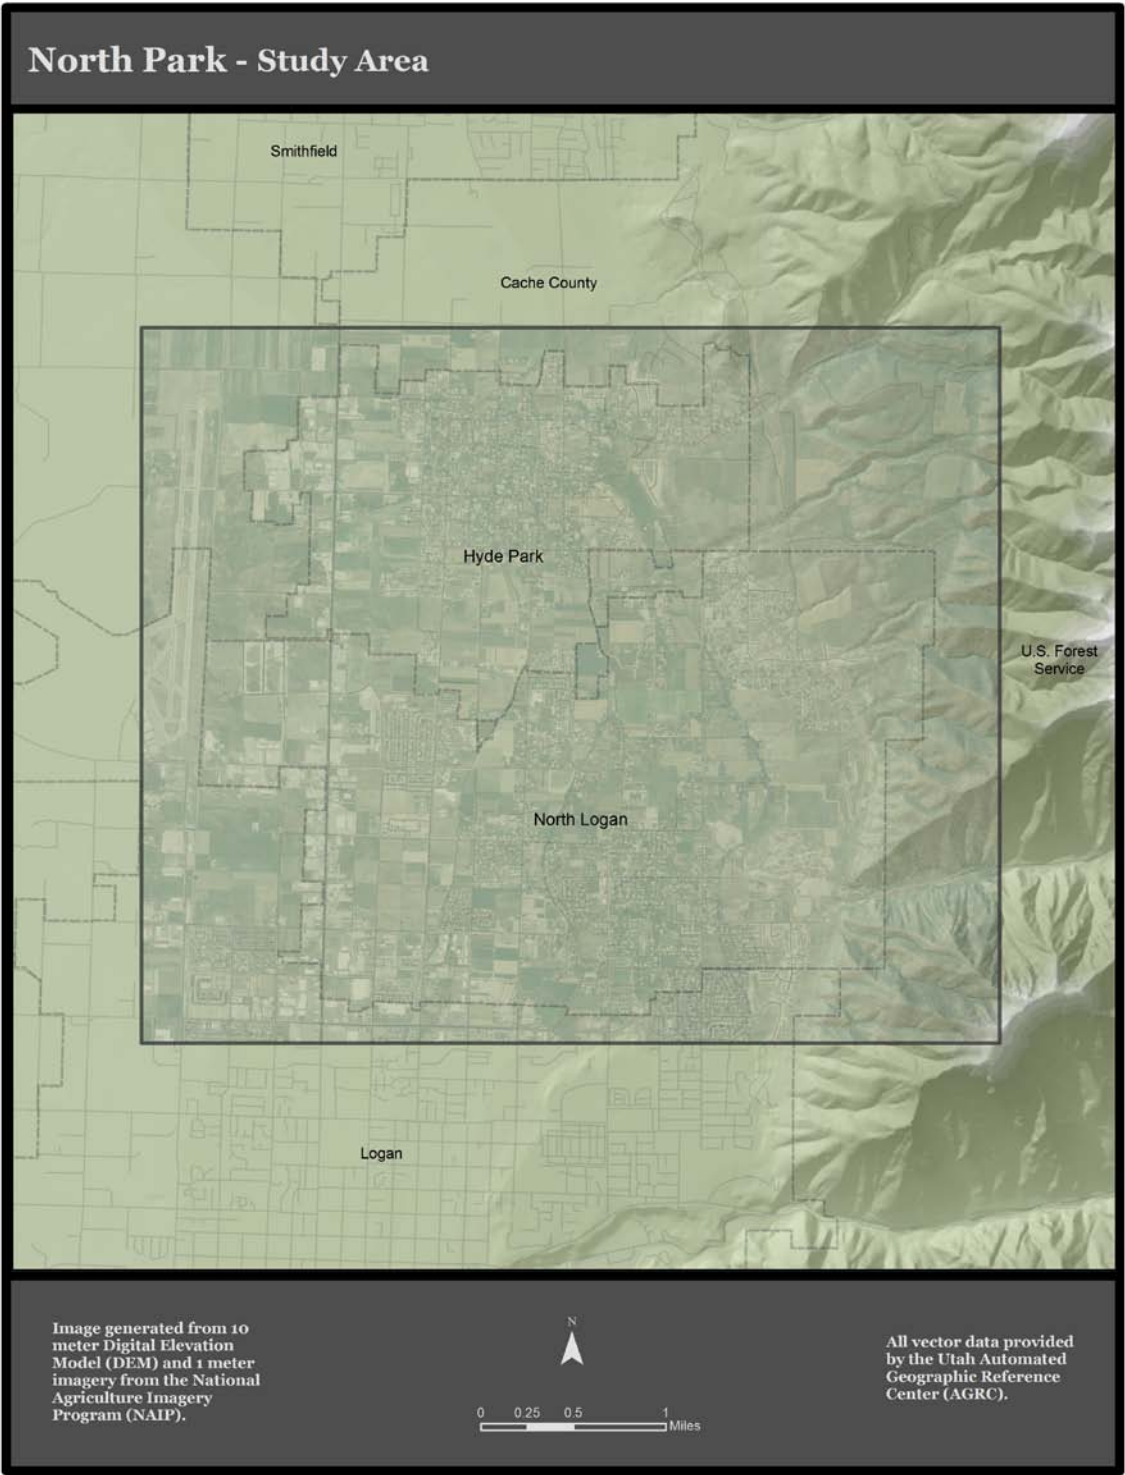 North Park - Study Area
Smithfield
Cache County
Hyde Park
U.S. Forest
Service
North Logan
Logan
Image generated from 10
meter Digital Elevation
Model (DEM) and 1 meter
imagery from the National
Agriculture Imagery
Program (NAIP).
N
0 0.25 0.5 1
Miles
All vector data provided
by the Utah Automated
Geographic Reference
Center (AGRC).